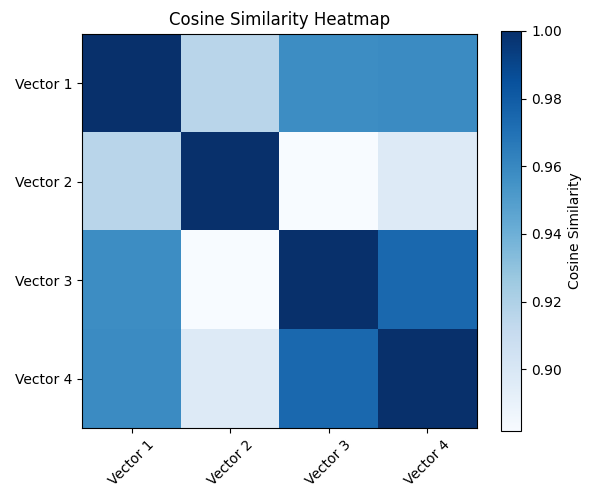 Cosine Similarity Heatmap
Vector 1
Vector 2
Vector 3
Vector 4
Vector 1
Vector 2
Vector 3
Vector 4
1.00
0.98
0.96
0.94
0.92
0.90
Cosine Similarity